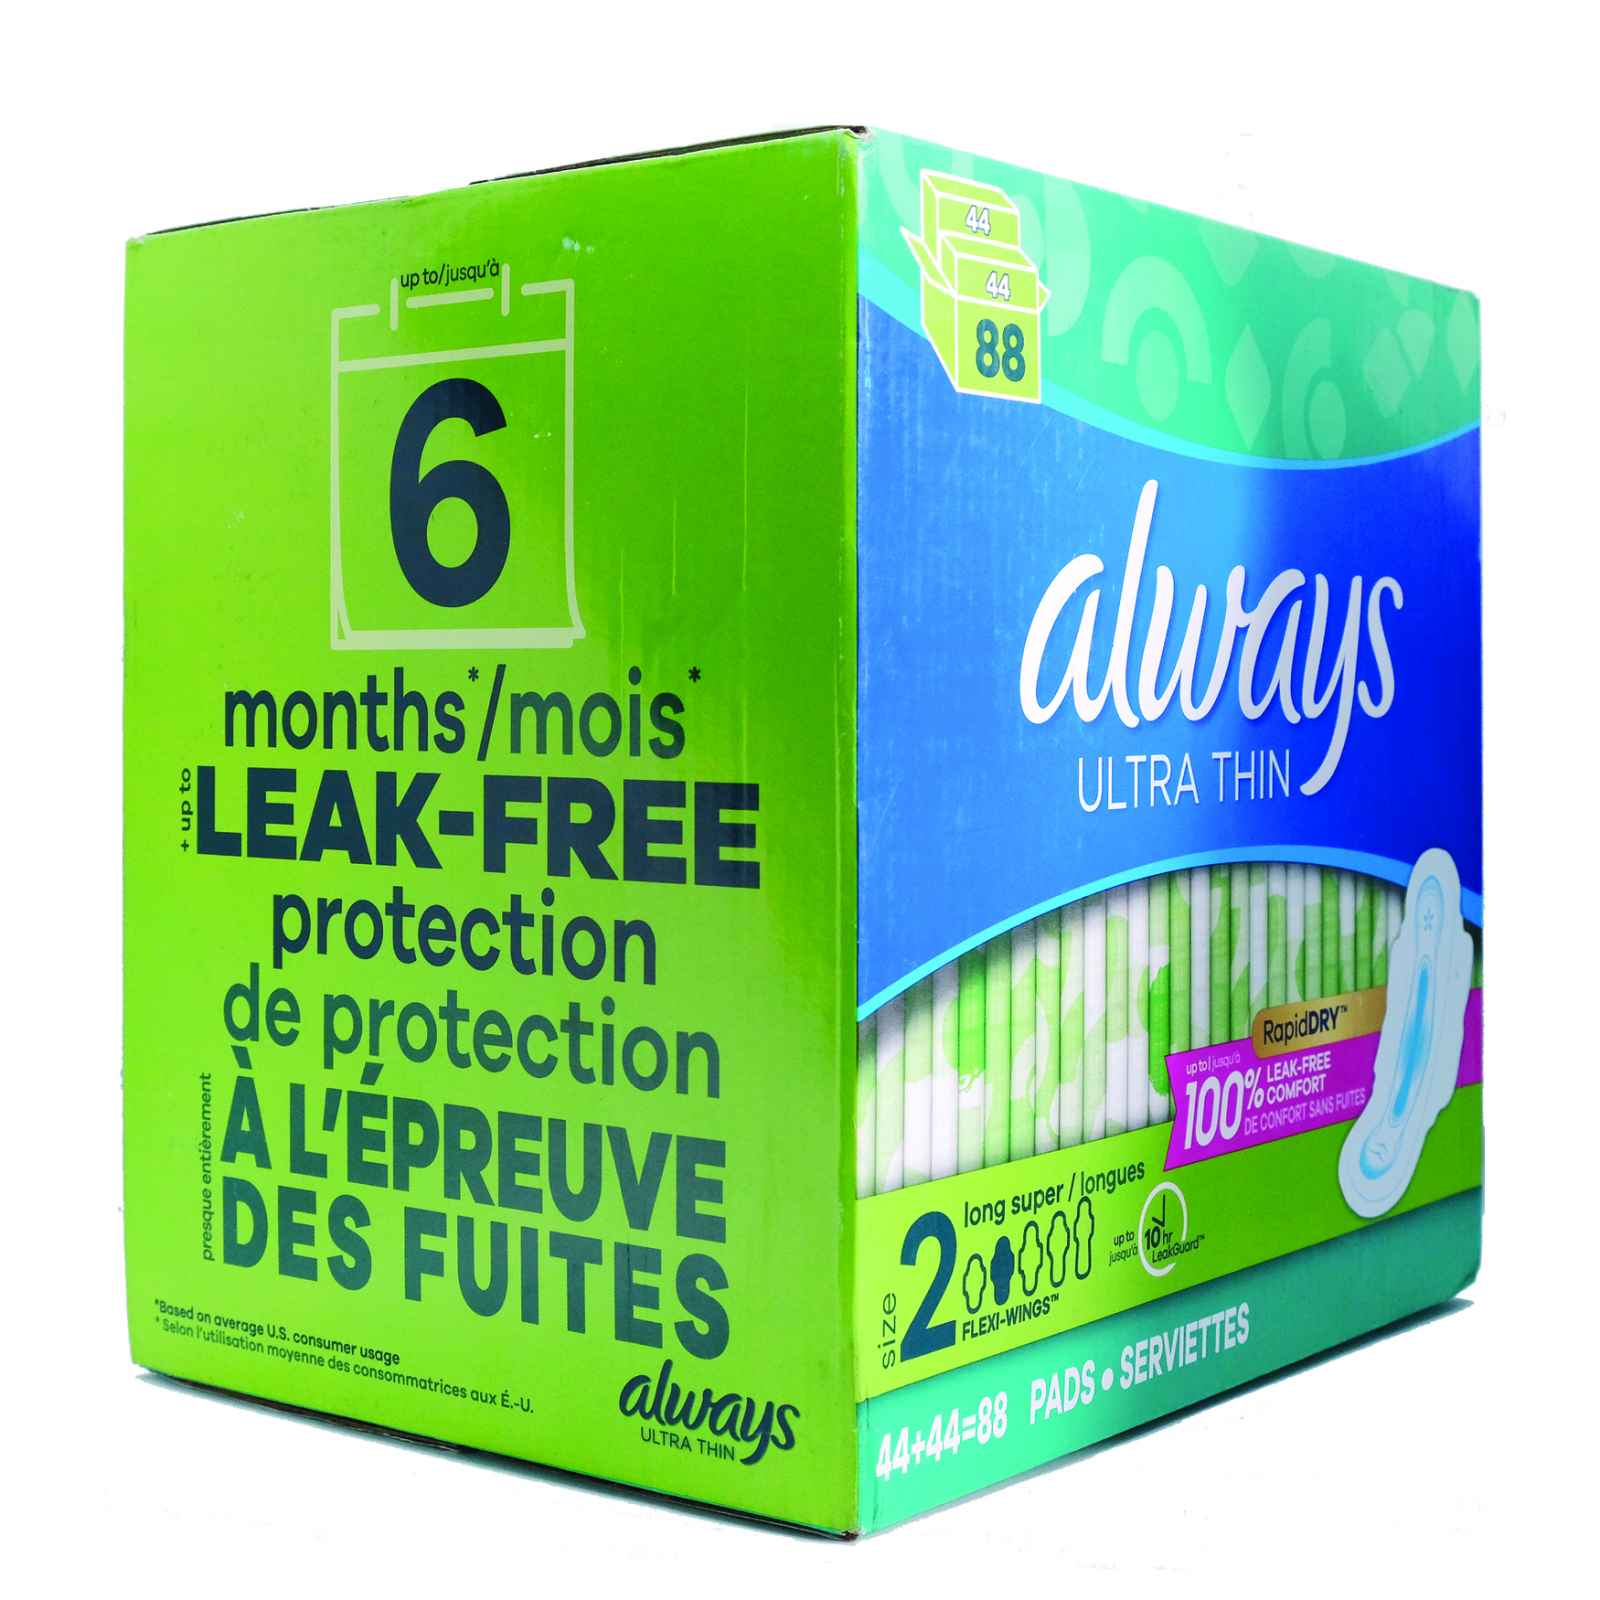 up to/jusqu'à
6
months*/mois*
+ up to
LEAK-FREE
protection
de protection
presque entièrement
À L'ÉPREUVE
DES FUITES
*Based on average U.S. consumer usage
* Selon l'utilisation moyenne des consommatrices aux É.-U.
always
ULTRA THIN
44
44
88
always
ULTRA THIN
RapidDRY™
up to | jusqu'à
100% LEAK-FREE
COMFORT
DE CONFORT SANS FUITES
size 2
long super / longues
FLEXI-WINGS™
up to
jusqu'à
10 hr
LeakGuard™
44+44=88 PADS • SERVIETTES